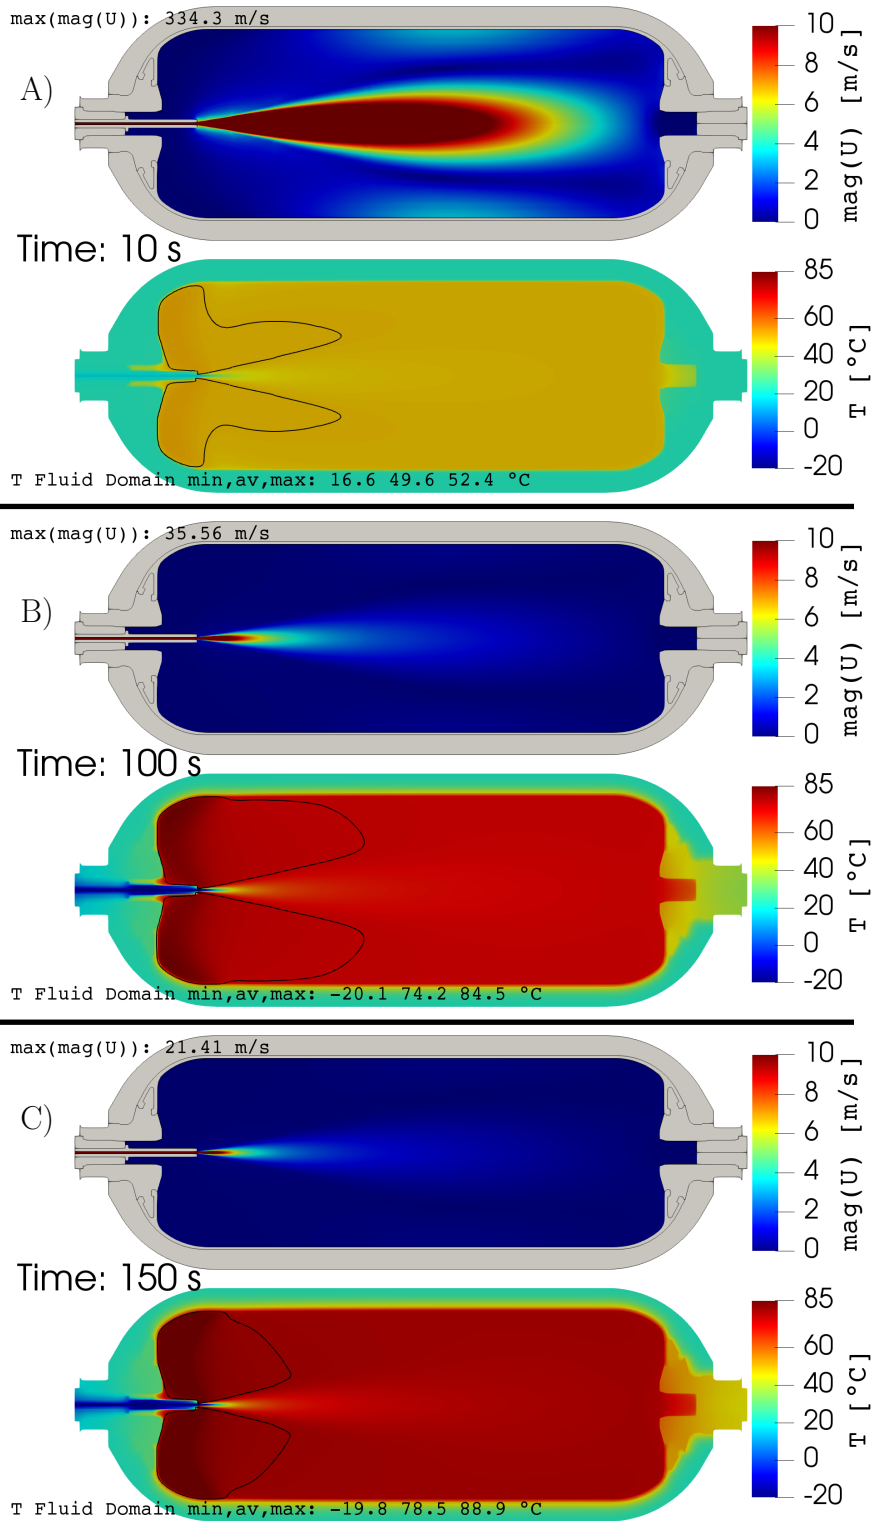 max(mag(U)): 334.3 m/s
A)
10
8
6
4
2
0
mag(U) [m/s]
Time: 10 s
85
60
40
20
0
-20
T [°C]
T Fluid Domain min,av,max: 16.6 49.6 52.4 °C
max(mag(U)): 35.56 m/s
B)
10
8
6
4
2
0
mag(U) [m/s]
Time: 100 s
85
60
40
20
0
-20
T [°C]
T Fluid Domain min,av,max: -20.1 74.2 84.5 °C
max(mag(U)): 21.41 m/s
C)
10
8
6
4
2
0
mag(U) [m/s]
Time: 150 s
85
60
40
20
0
-20
T [°C]
T Fluid Domain min,av,max: -19.8 78.5 88.9 °C